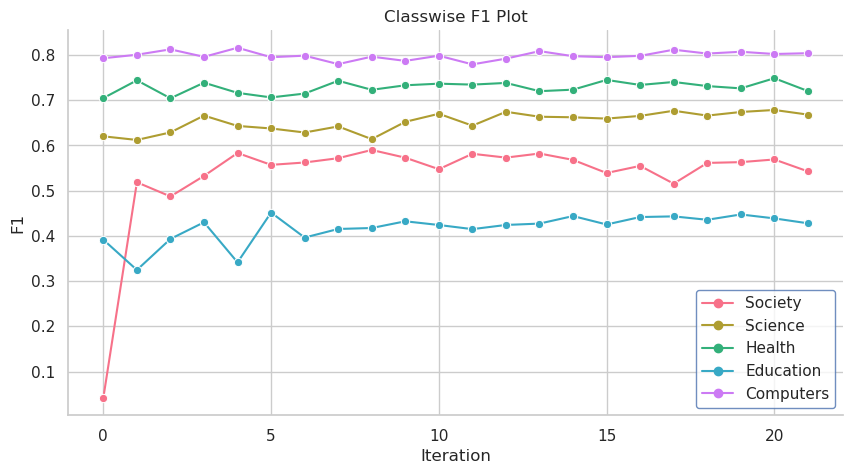 Classwise F1 Plot
0.8
0.7
0.6
0.5
0.4
0.3
0.2
0.1
F1
0 5 10 15 20
Iteration
Society
Science
Health
Education
Computers